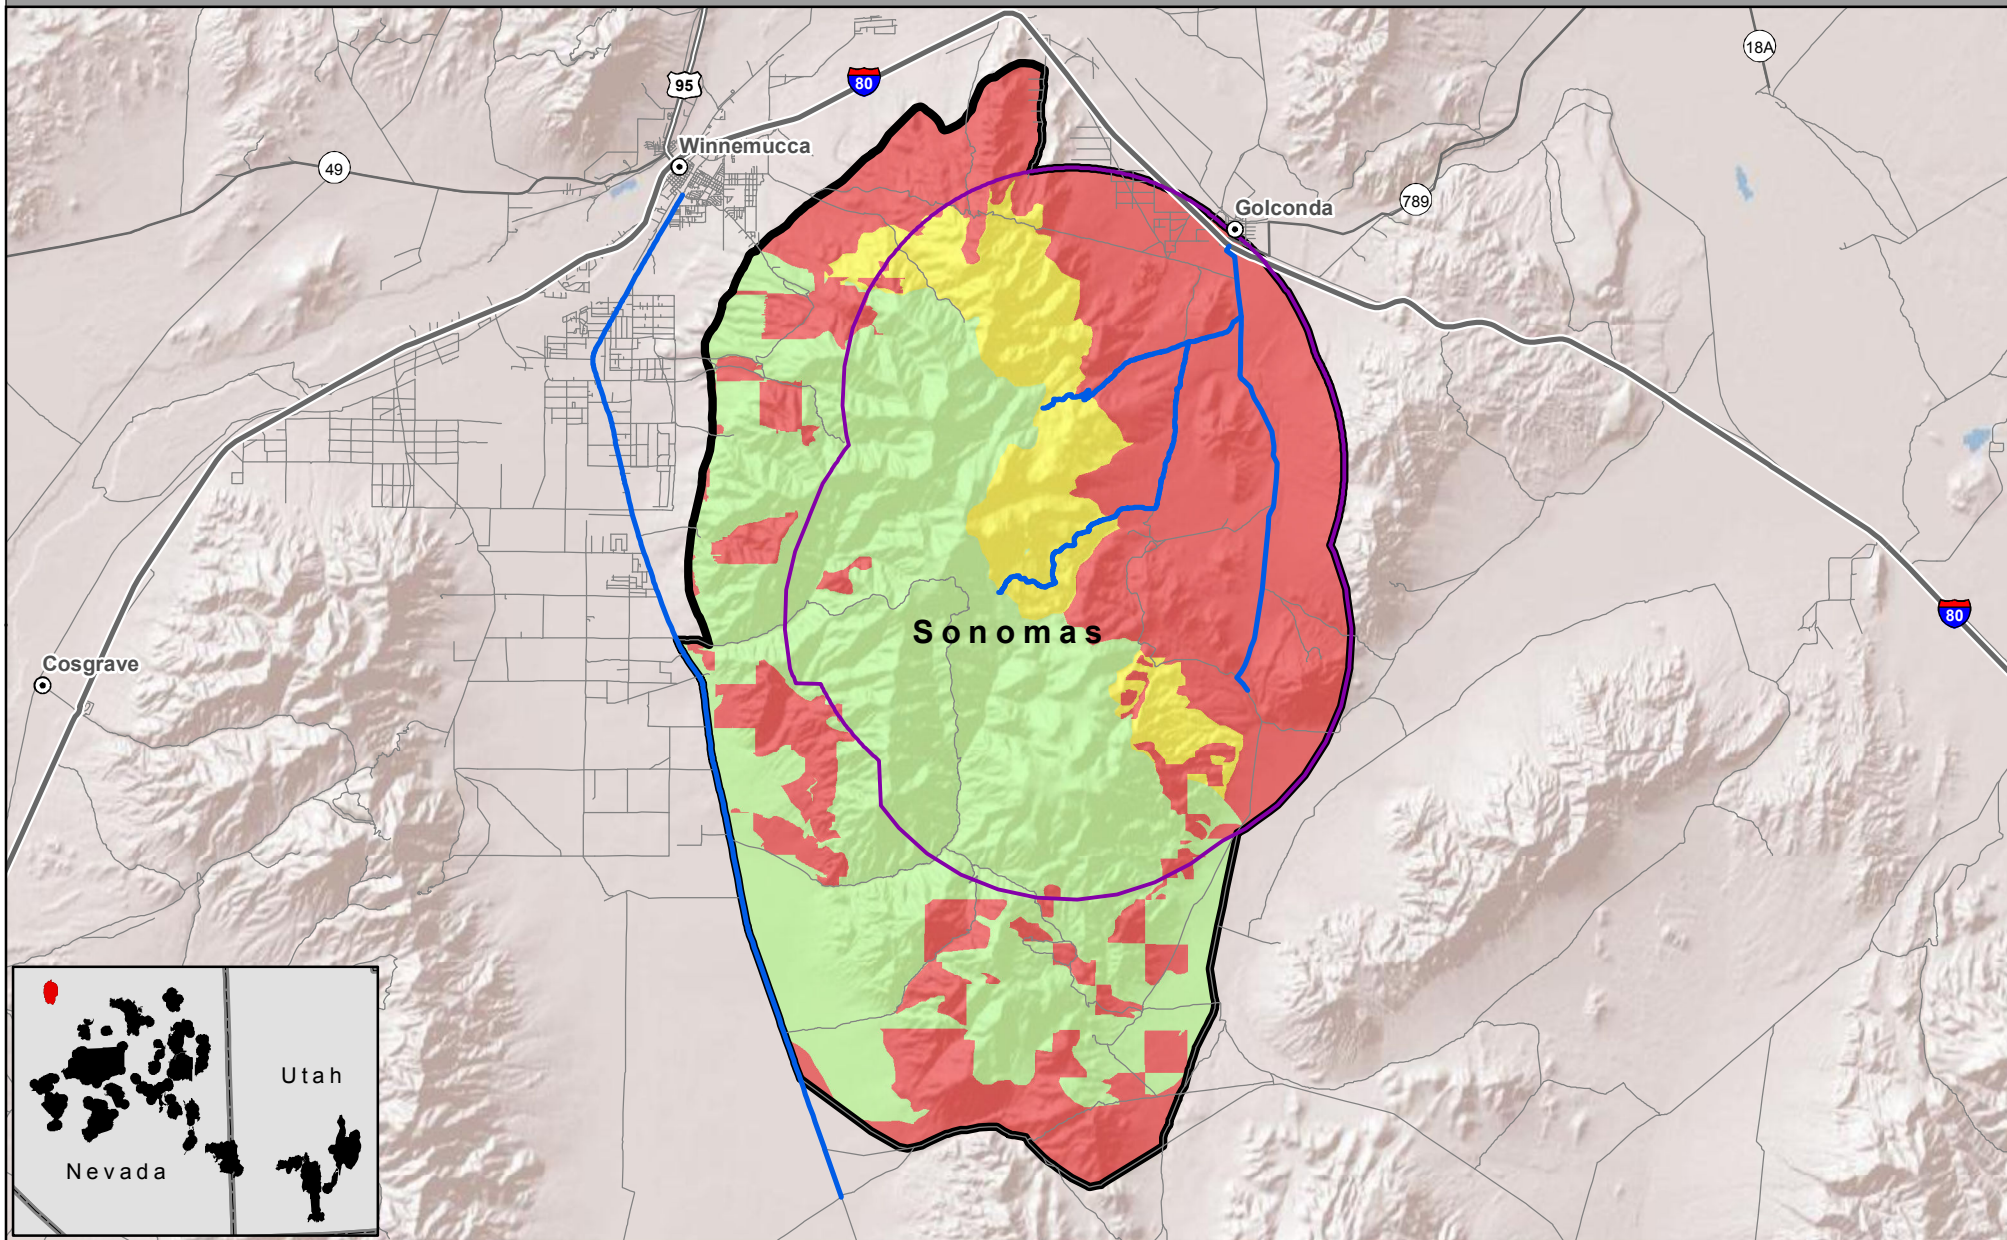 18A
95
80
Winnemucca
49
789
Golconda
80
Sonomas
Cosgrave
Utah
Nevada